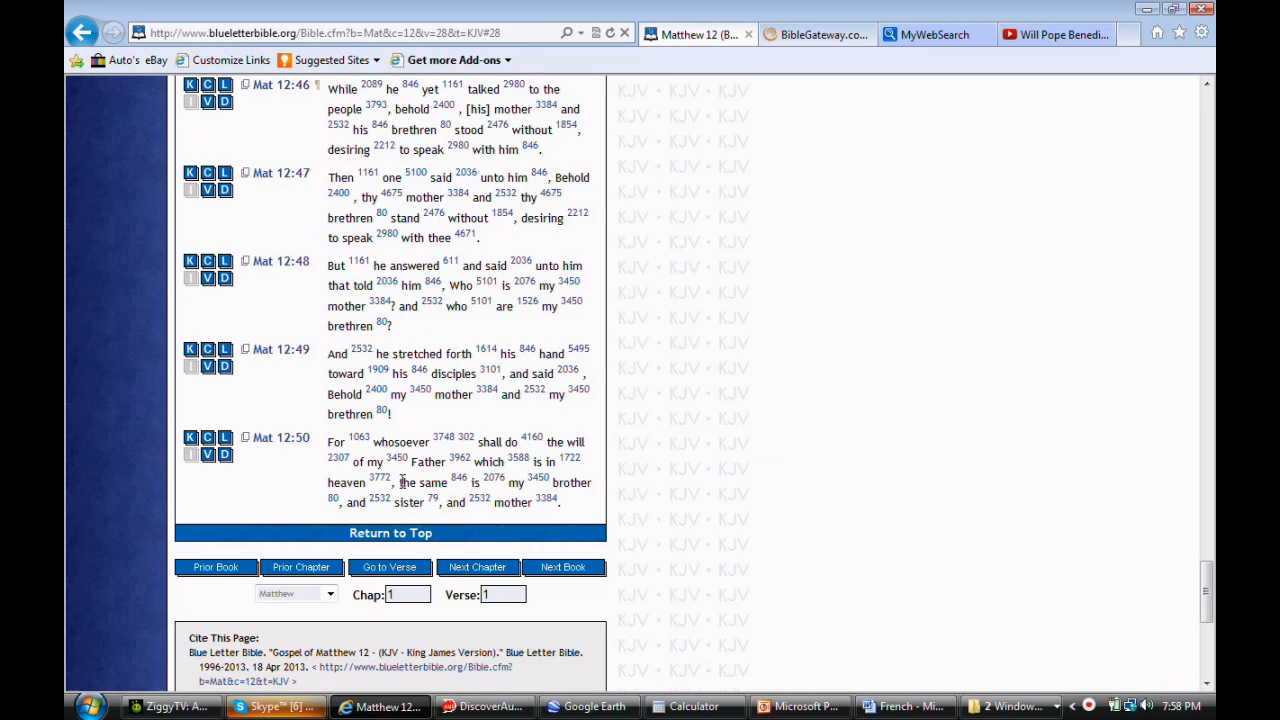 http://www.blueletterbible.org/Bible.cfm?b=Mat&c=12&v=28&t=KJV#28
Matthew 12 (B...
BibleGateway.co...
MyWebSearch
Will Pope Benedi...
Auto's eBay
Customize Links
Suggested Sites
Get more Add-ons
K C L Mat 12:46 ¶
I V D
While 2089 he 846 yet 1161 talked 2980 to the
people 3793, behold 2400 , [his] mother 3384 and
2532 his 846 brethren 80 stood 2476 without 1854,
desiring 2212 to speak 2980 with him 846.
K C L Mat 12:47
I V D
Then 1161 one 5100 said 2036 unto him 846, Behold
2400 , thy 4675 mother 3384 and 2532 thy 4675
brethren 80 stand 2476 without 1854, desiring 2212
to speak 2980 with thee 4671.
K C L Mat 12:48
I V D
But 1161 he answered 611 and said 2036 unto him
that told 2036 him 846, Who 5101 is 2076 my 3450
mother 3384? and 2532 who 5101 are 1526 my 3450
brethren 80?
K C L Mat 12:49
I V D
And 2532 he stretched forth 1614 his 846 hand 5495
toward 1909 his 846 disciples 3101, and said 2036,
Behold 2400 my 3450 mother 3384 and 2532 my 3450
brethren 80!
K C L Mat 12:50
I V D
For 1063 whosoever 3748 302 shall do 4160 the will
2307 of my 3450 Father 3962 which 3588 is in 1722
heaven 3772, the same 846 is 2076 my 3450 brother
80, and 2532 sister 79, and 2532 mother 3384.
Return to Top
Prior Book
Prior Chapter
Go to Verse
Next Chapter
Next Book
Matthew
Chap: 1
Verse: 1
Cite This Page:
Blue Letter Bible. "Gospel of Matthew 12 - (KJV - King James Version)." Blue Letter Bible.
1996-2013. 18 Apr 2013. < http://www.blueletterbible.org/Bible.cfm?
b=Mat&c=12&t=KJV >
KJV • KJV • KJV
ZiggyTV: A...
Skype™ [6] ...
Matthew 12...
DiscoverAu...
Google Earth
Calculator
Microsoft P...
French - Mi...
2 Window...
7:58 PM